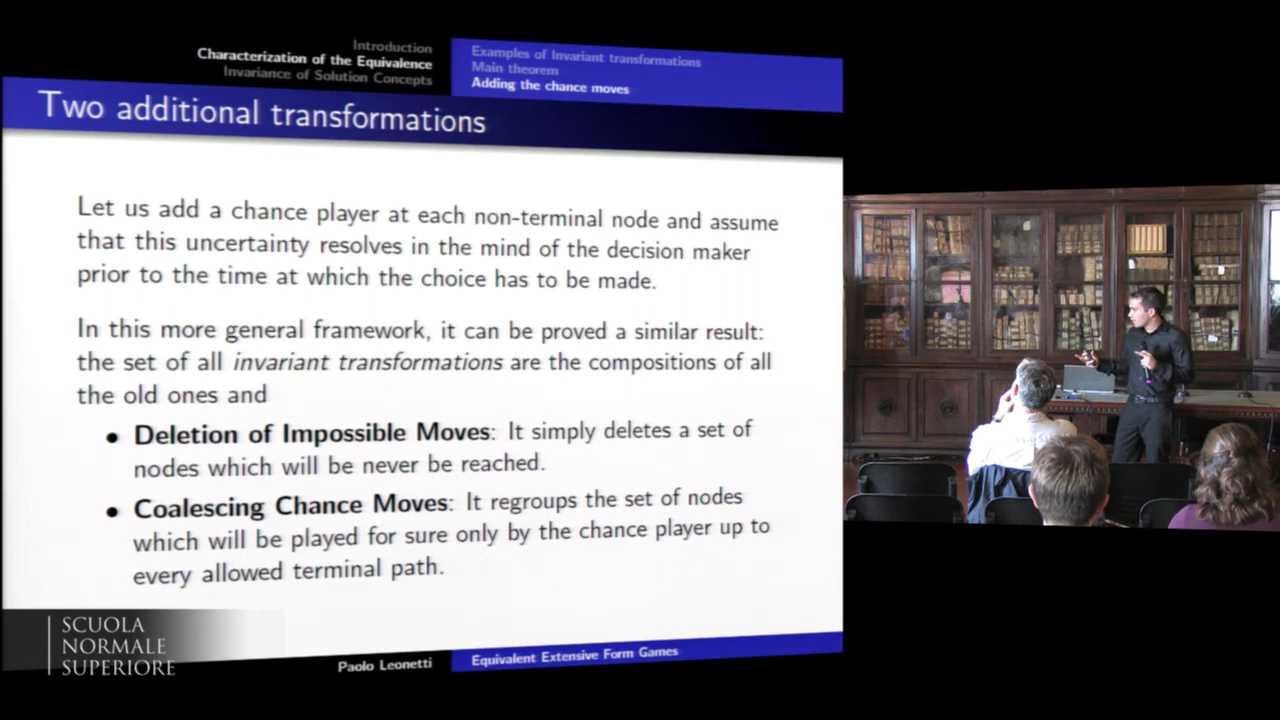 Introduction
Characterization of the Equivalence
Invariance of Solution Concepts
Examples of Invariant transformations
Main theorem
Adding the chance moves
Two additional transformations
Let us add a chance player at each non-terminal node and assume
that this uncertainty resolves in the mind of the decision maker
prior to the time at which the choice has to be made.
In this more general framework, it can be proved a similar result:
the set of all invariant transformations are the compositions of all
the old ones and
• Deletion of Impossible Moves: It simply deletes a set of
nodes which will be never be reached.
• Coalescing Chance Moves: It regroups the set of nodes
which will be played for sure only by the chance player up to
every allowed terminal path.
SCUOLA
NORMALE
SUPERIORE
Paolo Leonetti
Equivalent Extensive Form Games